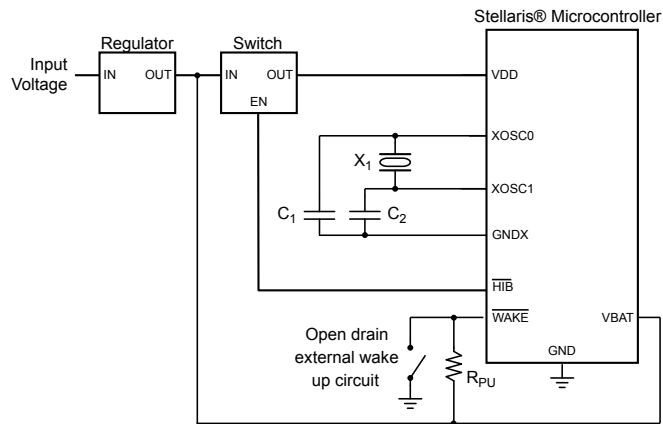 Stellaris® Microcontroller
Regulator
Switch
Input
Voltage
IN
OUT
IN
OUT
EN
VDD
XOSC0
X1
XOSC1
C1
C2
GNDX
HIB
WAKE
VBAT
Open drain
external wake
up circuit
RPU
GND